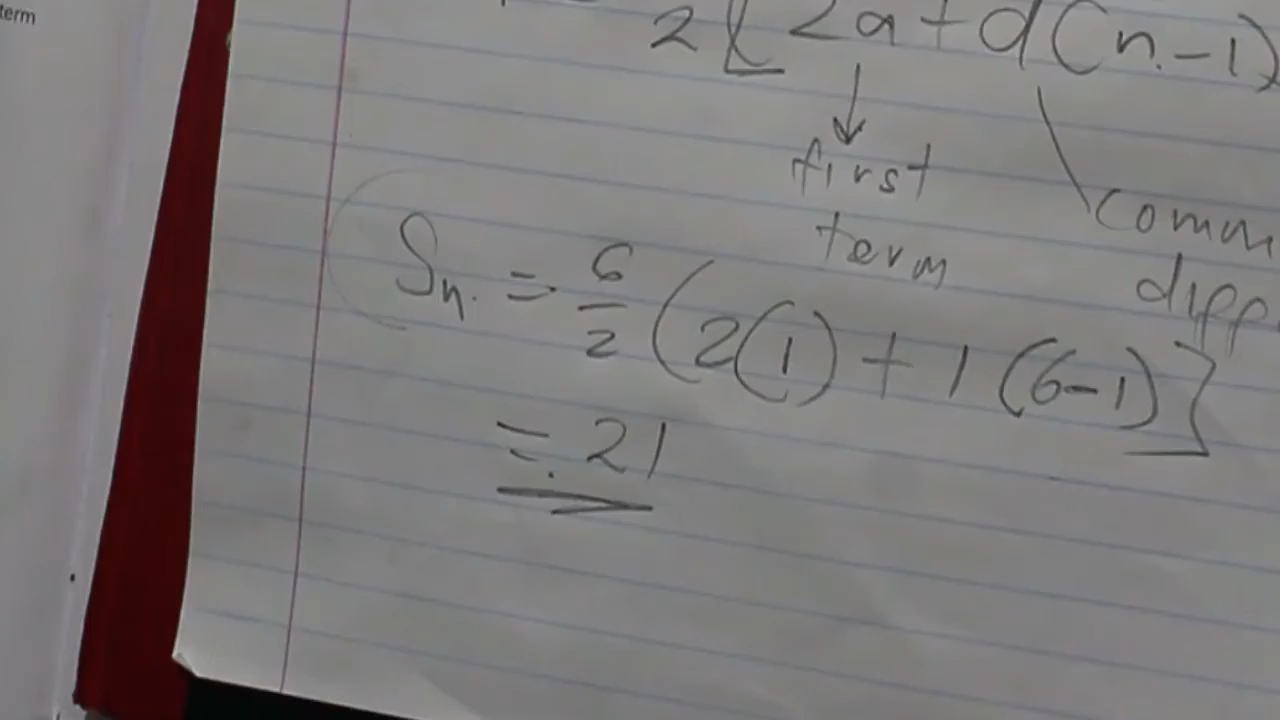 term
2[2a+d(n-1)
first
term
comm
diff
Sn = 6/2 (2(1) + 1 (6-1)]
= 21